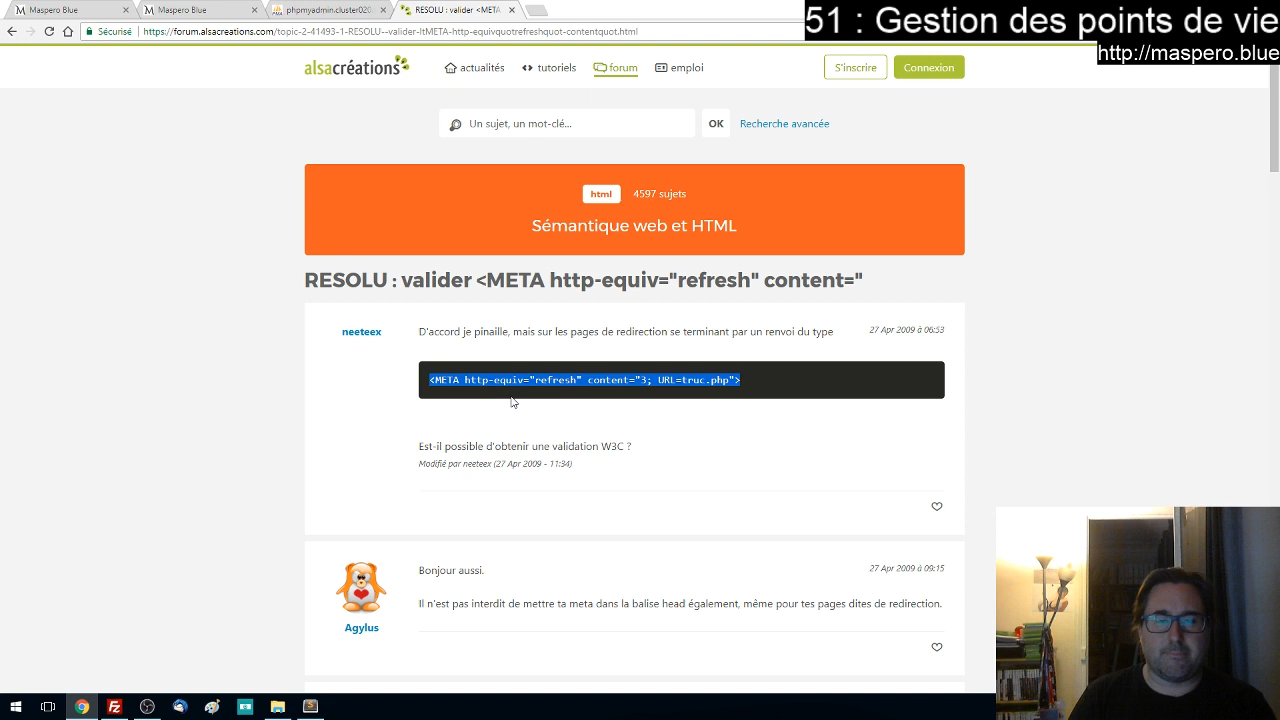 Maspero Blue
Maspero Blue
phpmyadmin.cluster020
RESOLU : valider <META
51 : Gestion des points de vie
Sécurisé
https://forum.alsacreations.com/topic-2-41493-1-RESOLU--valider-ltMETA-http-equivquotrefreshquot-contentquot.html
http://maspero.blue
alsacréations
actualités
tutoriels
forum
emploi
S'inscrire
Connexion
Un sujet, un mot-clé...
OK
Recherche avancée
html
4597 sujets
Sémantique web et HTML
RESOLU : valider <META http-equiv="refresh" content="
neeteex
D'accord je pinaille, mais sur les pages de redirection se terminant par un renvoi du type
27 Apr 2009 à 06:53
<META http-equiv="refresh" content="3; URL=truc.php">
Est-il possible d'obtenir une validation W3C ?
Modifié par neeteex (27 Apr 2009 - 11:34)
Bonjour aussi.
27 Apr 2009 à 09:15
Il n'est pas interdit de mettre ta meta dans la balise head également, même pour tes pages dites de redirection.
Agylus